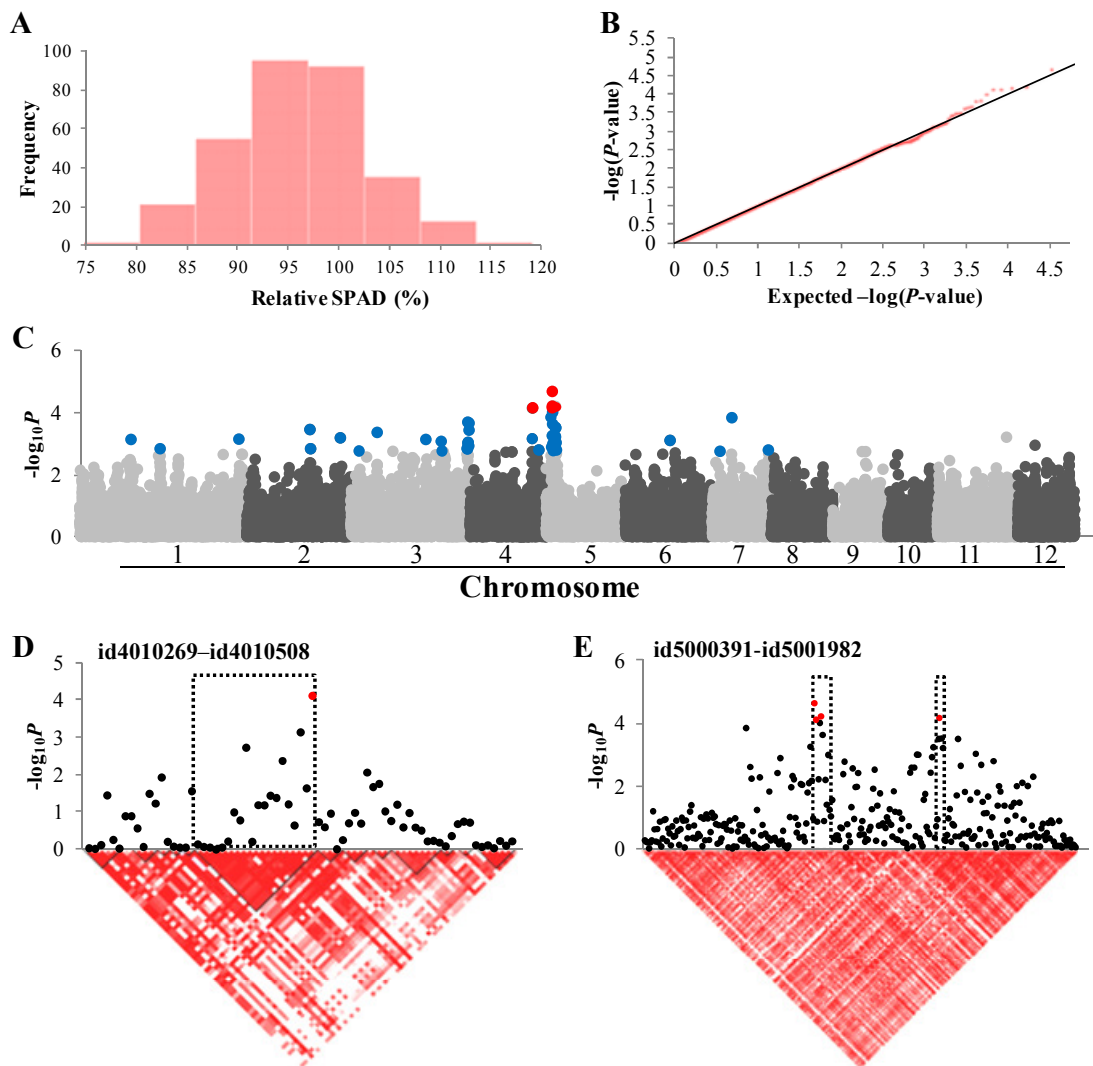 A
100
80
60
40
20
0
Frequency
75 80 85 90 95 100 105 110 115 120
Relative SPAD (%)
B
5.5
5
4.5
4
3.5
3
2.5
2
1.5
1
0.5
0
-log(P-value)
0 0.5 1 1.5 2 2.5 3 3.5 4 4.5
Expected –log(P-value)
C
6
4
2
0
-log10P
1 2 3 4 5 6 7 8 9 10 11 12
Chromosome
D
id4010269–id4010508
5
4
3
2
1
0
-log10P
E
id5000391-id5001982
6
4
2
0
-log10P